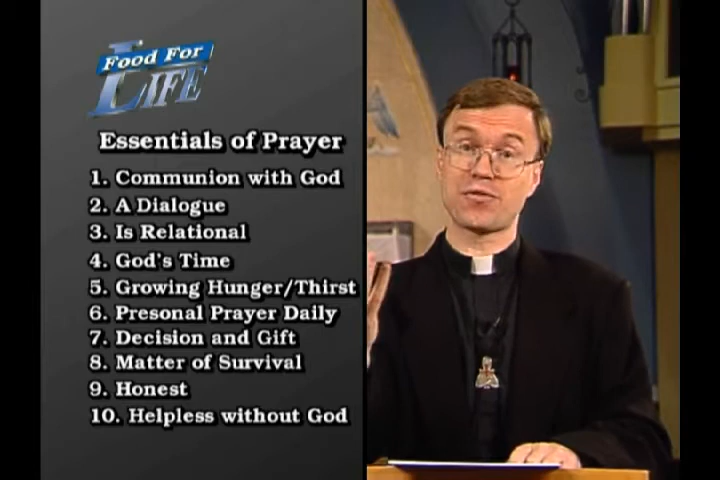 Food For
LIFE
Essentials of Prayer
1. Communion with God
2. A Dialogue
3. Is Relational
4. God's Time
5. Growing Hunger/Thirst
6. Presonal Prayer Daily
7. Decision and Gift
8. Matter of Survival
9. Honest
10. Helpless without God